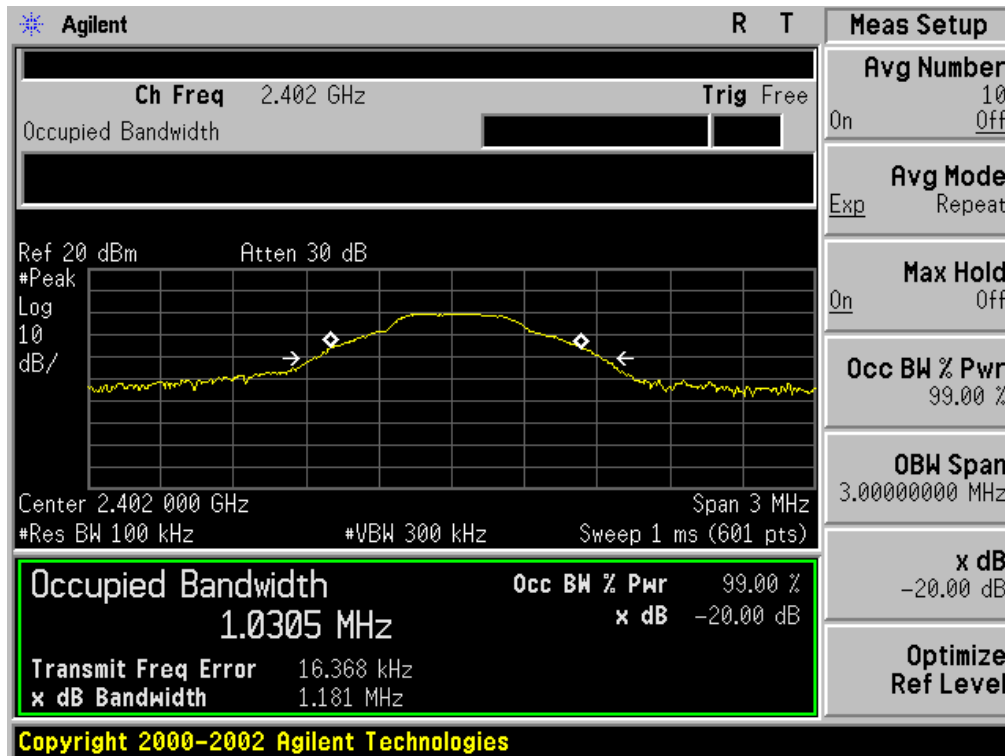 Agilent R T
Ch Freq 2.402 GHz Trig Free
Occupied Bandwidth
Ref 20 dBm Atten 30 dB
#Peak
Log
10
dB/
Center 2.402 000 GHz Span 3 MHz
#Res BW 100 kHz #VBW 300 kHz Sweep 1 ms (601 pts)
Occupied Bandwidth Occ BW % Pwr 99.00 %
1.0305 MHz x dB -20.00 dB
Transmit Freq Error 16.368 kHz
x dB Bandwidth 1.181 MHz
Copyright 2000-2002 Agilent Technologies
Meas Setup
Avg Number
10
On Off
Avg Mode
Exp Repeat
Max Hold
On Off
Occ BW % Pwr
99.00 %
OBW Span
3.00000000 MHz
x dB
-20.00 dB
Optimize
Ref Level